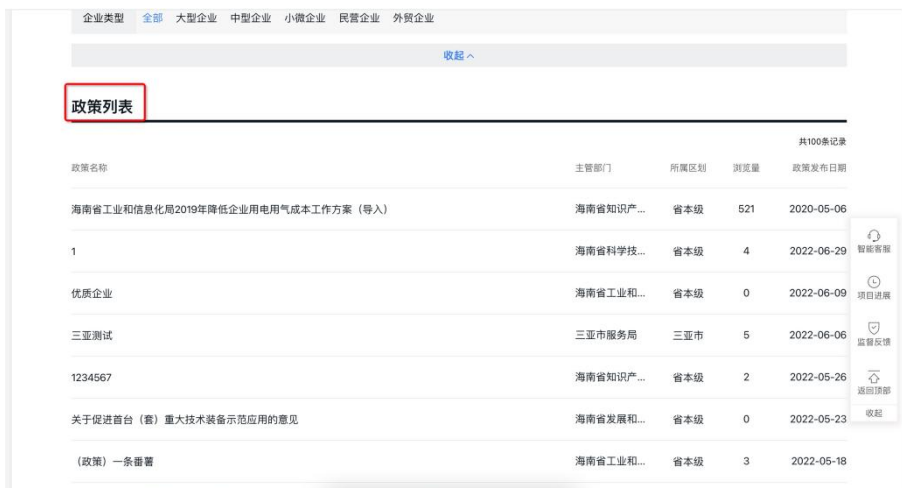 企业类型 全部 大型企业 中型企业 小微企业 民营企业 外贸企业
收起
政策列表
共100条记录
政策名称 主管部门 所属区划 浏览量 政策发布日期
海南省工业和信息化局2019年降低企业用电用气成本工作方案（导入） 海南省知识产... 省本级 521 2020-05-06
1 海南省科学技... 省本级 4 2022-06-29
优质企业 海南省工业和... 省本级 0 2022-06-09
三亚测试 三亚市服务局 三亚市 5 2022-06-06
1234567 海南省知识产... 省本级 2 2022-05-26
关于促进首台（套）重大技术装备示范应用的意见 海南省发展和... 省本级 0 2022-05-23
（政策）一条番薯 海南省工业和... 省本级 3 2022-05-18
智能客服
项目进展
监督反馈
返回顶部
收起